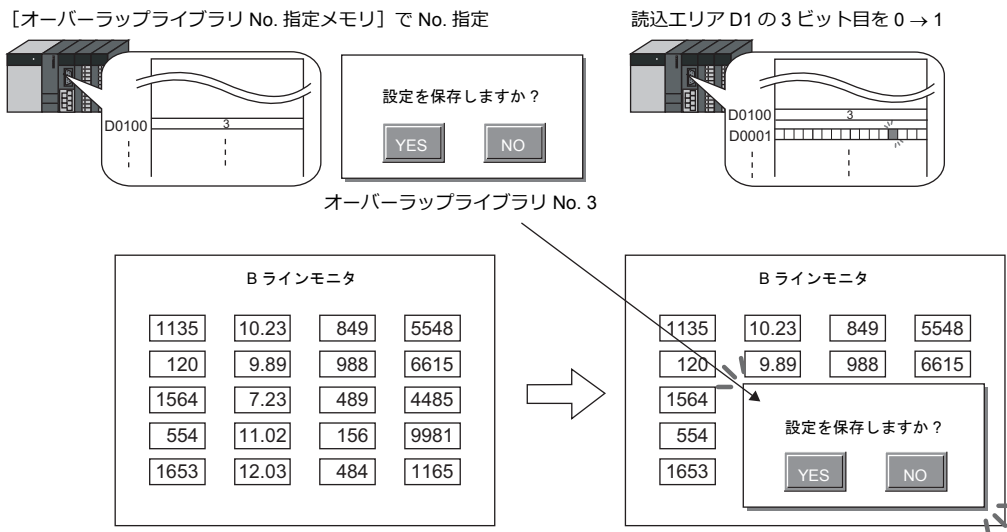 ［オーバーラップライブラリ No. 指定メモリ］で No. 指定
読込エリア D1 の 3 ビット目を 0 → 1
D0100
3
設定を保存しますか？
YES NO
D0100
3
D0001
オーバーラップライブラリ No. 3
B ラインモニタ
1135 10.23 849 5548
120 9.89 988 6615
1564 7.23 489 4485
554 11.02 156 9981
1653 12.03 484 1165
B ラインモニタ
1135 10.23 849 5548
120 9.89 988 6615
1564
554
1653
設定を保存しますか？
YES NO